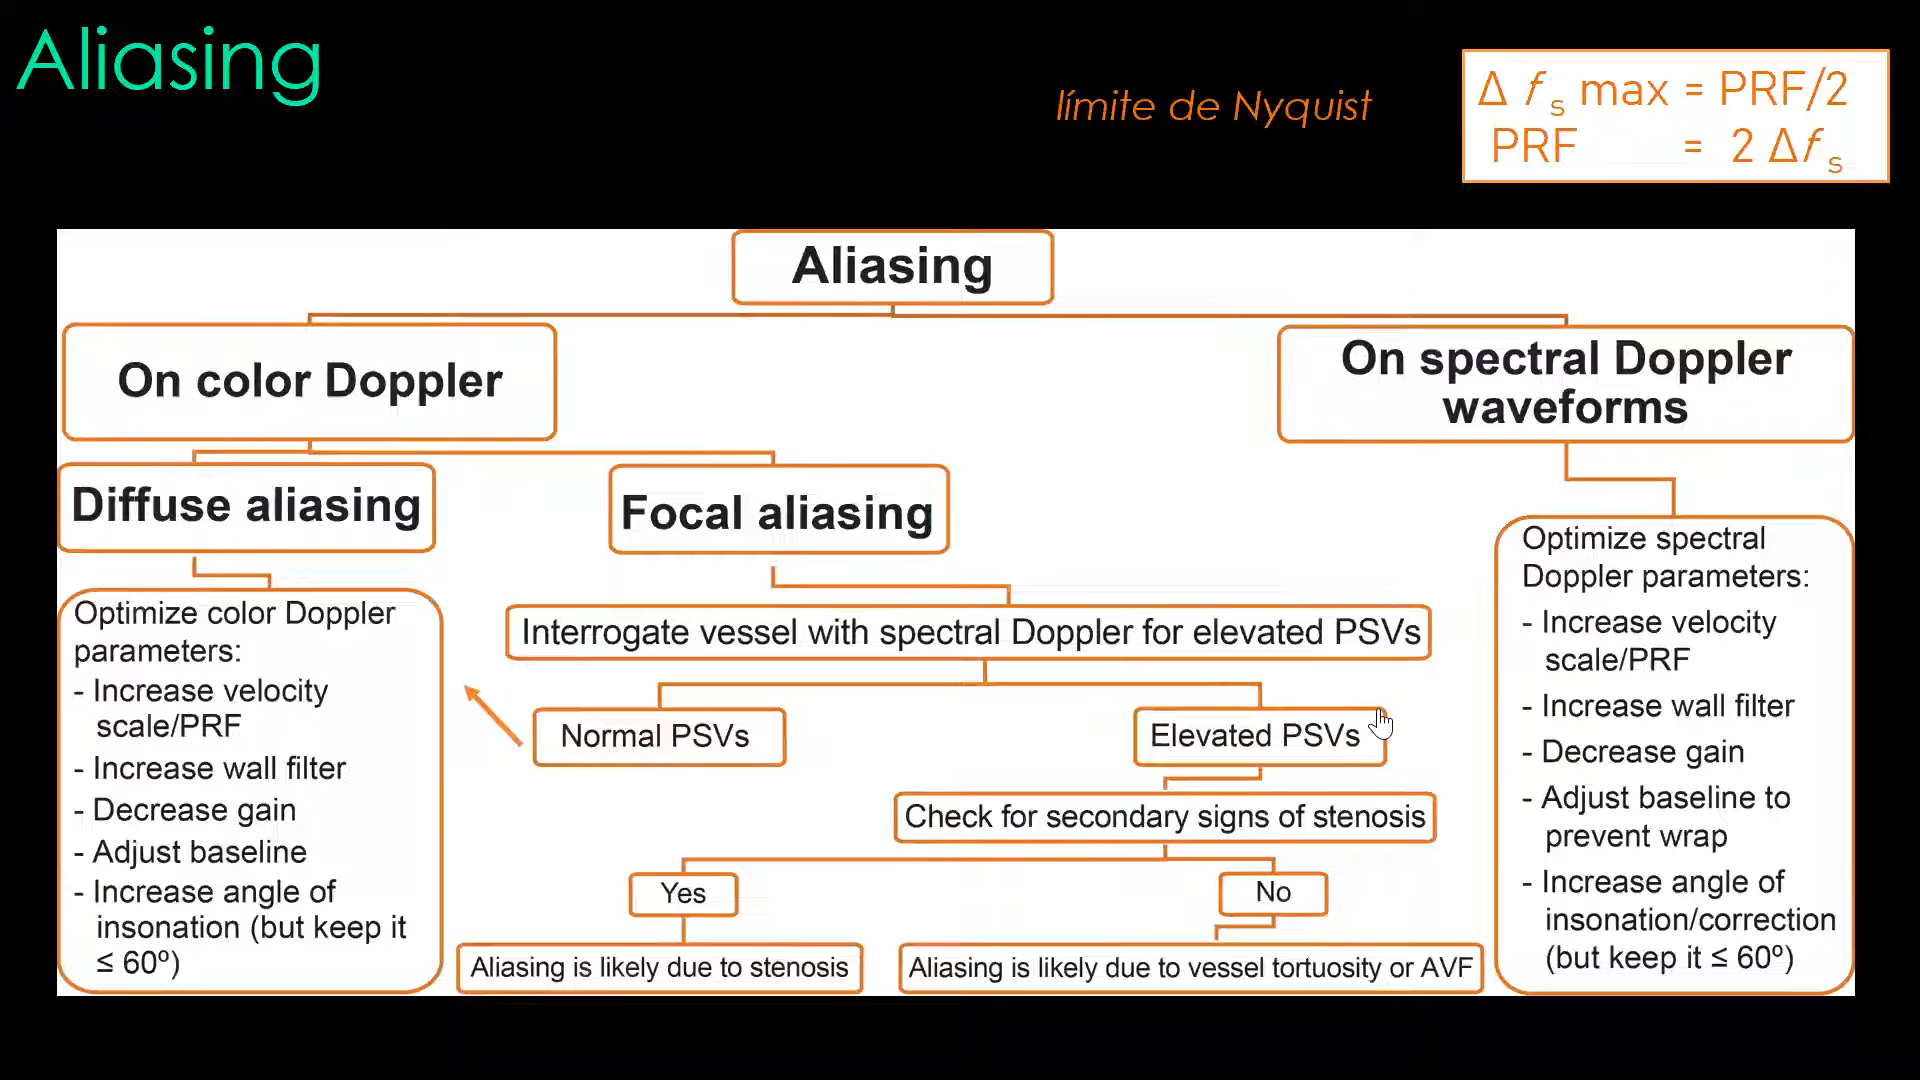 Aliasing
límite de Nyquist
Δ fs max = PRF/2
PRF = 2 Δfs
Aliasing
On color Doppler
On spectral Doppler
waveforms
Diffuse aliasing
Focal aliasing
Optimize color Doppler
parameters:
- Increase velocity
scale/PRF
- Increase wall filter
- Decrease gain
- Adjust baseline
- Increase angle of
insonation (but keep it
≤ 60º)
Interrogate vessel with spectral Doppler for elevated PSVs
Normal PSVs
Elevated PSVs
Check for secondary signs of stenosis
Yes
No
Aliasing is likely due to stenosis
Aliasing is likely due to vessel tortuosity or AVF
Optimize spectral
Doppler parameters:
- Increase velocity
scale/PRF
- Increase wall filter
- Decrease gain
- Adjust baseline to
prevent wrap
- Increase angle of
insonation/correction
(but keep it ≤ 60º)